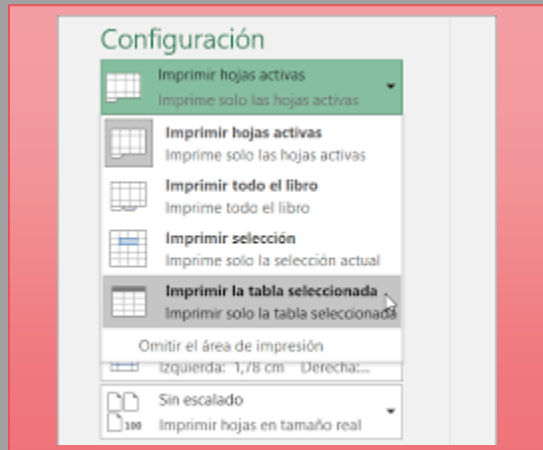 Configuración
Imprimir hojas activas
Imprime solo las hojas activas
Imprimir hojas activas
Imprime solo las hojas activas
Imprimir todo el libro
Imprime todo el libro
Imprimir selección
Imprime solo la selección actual
Imprimir la tabla seleccionada
Imprimir solo la tabla seleccionada
Omitir el área de impresión
Izquierda: 1,78 cm Derecha:...
Sin escalado
100 Imprimir hojas en tamaño real